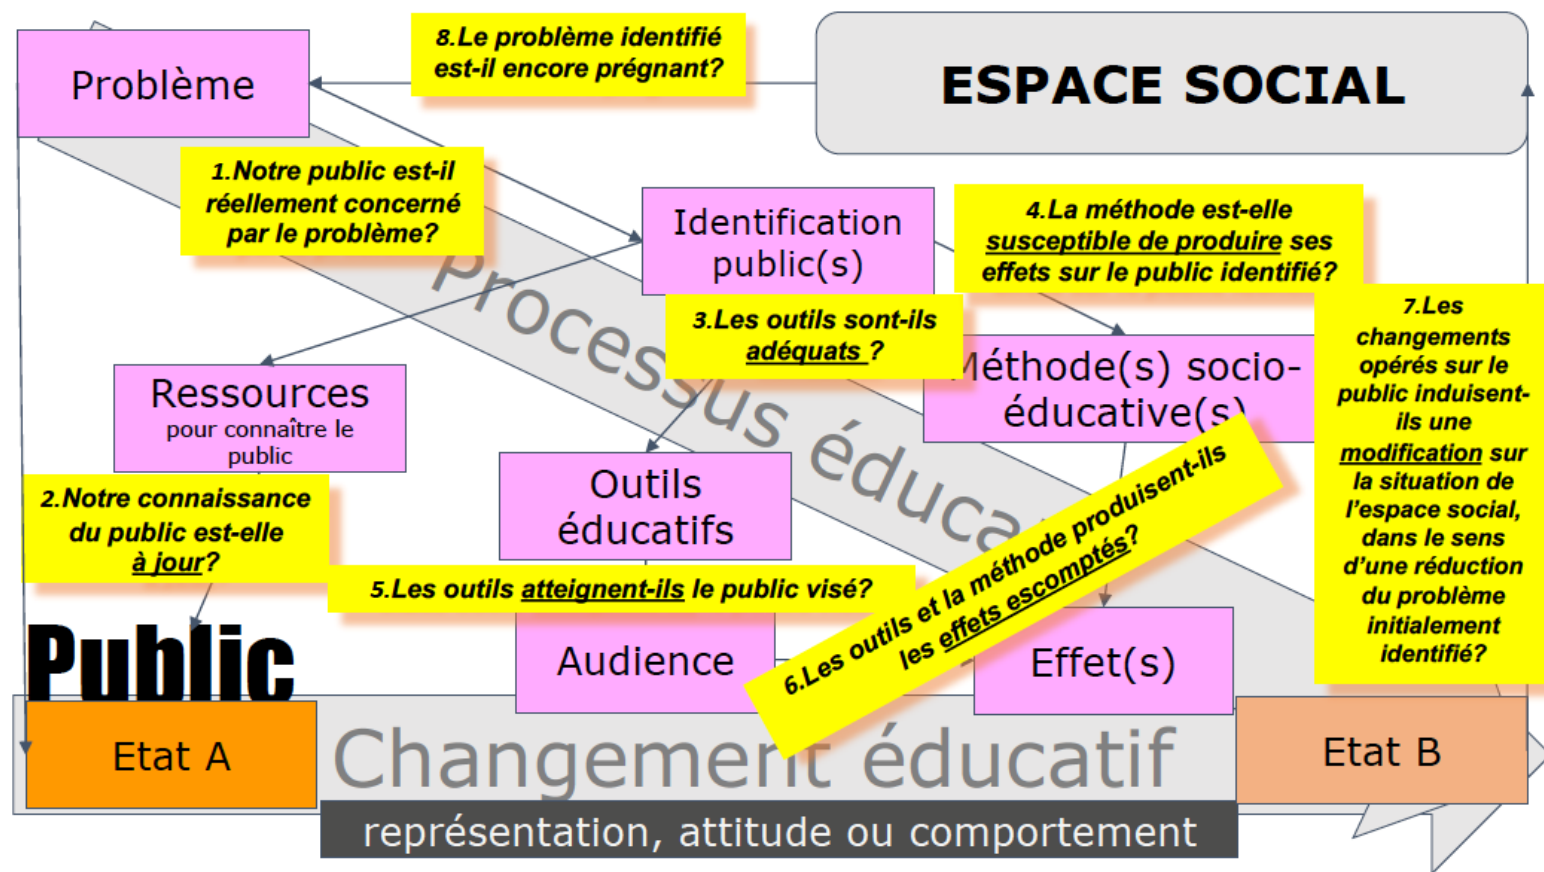 Problème
8.Le problème identifié
est-il encore prégnant?
ESPACE SOCIAL
1.Notre public est-il
réellement concerné
par le problème?
Identification
public(s)
4.La méthode est-elle
susceptible de produire ses
effets sur le public identifié?
Processus éduca
3.Les outils sont-ils
adéquats ?
Méthode(s) socio-
éducative(s)
7.Les
changements
opérés sur le
public induisent-
ils une
modification sur
la situation de
l'espace social,
dans le sens
d'une réduction
du problème
initialement
identifié?
Ressources
pour connaître le
public
2.Notre connaissance
du public est-elle
à jour?
Outils
éducatifs
5.Les outils atteignent-ils le public visé?
6.Les outils et la méthode produisent-ils
les effets escomptés?
Public
Audience
Effet(s)
Etat A
Changement éducatif
Etat B
représentation, attitude ou comportement